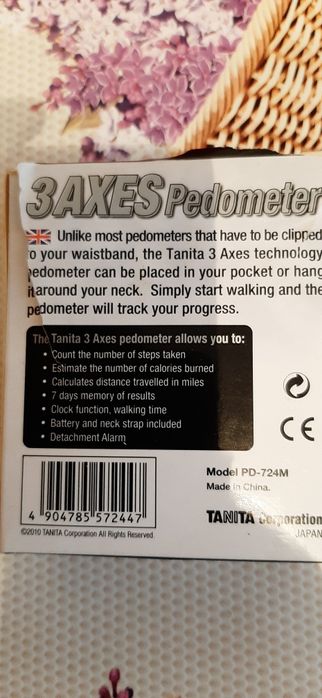 3AXES Pedometer
Unlike most pedometers that have to be clipped
to your waistband, the Tanita 3 Axes technology
pedometer can be placed in your pocket or hang
it around your neck. Simply start walking and the
pedometer will track your progress.
The Tanita 3 Axes pedometer allows you to:
• Count the number of steps taken
• Estimate the number of calories burned
• Calculates distance travelled in miles
• 7 days memory of results
• Clock function, walking time
• Battery and neck strap included
• Detachment Alarm
CE
Model PD-724M
Made in China.
4 904785 572447
TANITA Corporation
JAPAN
©2010 TANITA Corporation All Rights Reserved.